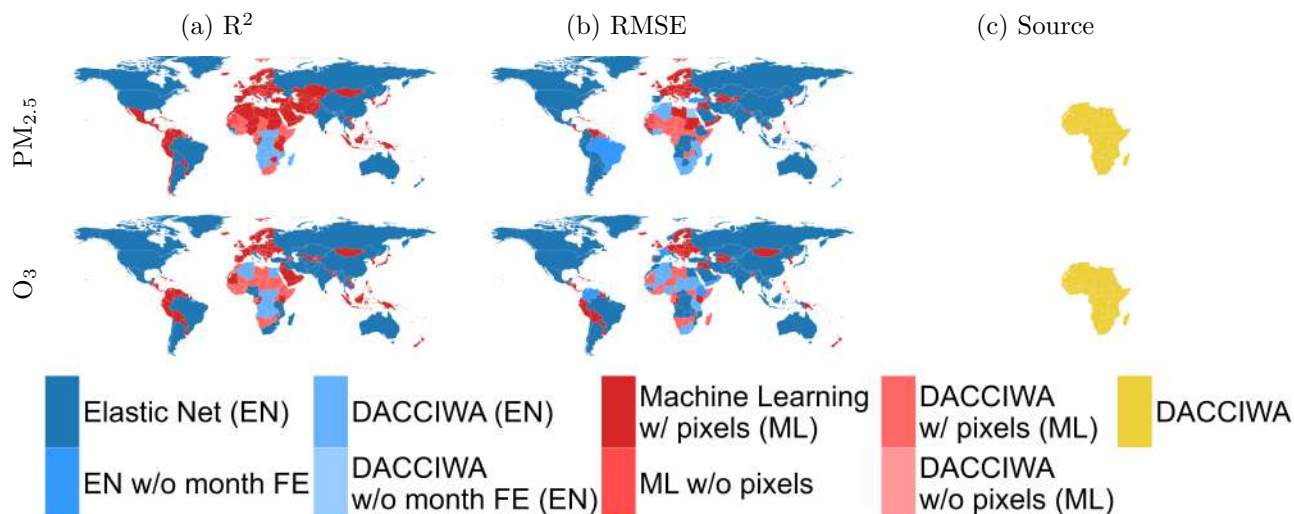 (a) R²
(b) RMSE
(c) Source
PM₂.₅
O₃
Elastic Net (EN)
EN w/o month FE
DACCIWA (EN)
DACCIWA
w/o month FE (EN)
Machine Learning
w/ pixels (ML)
ML w/o pixels
DACCIWA
w/ pixels (ML)
DACCIWA
w/o pixels (ML)
DACCIWA